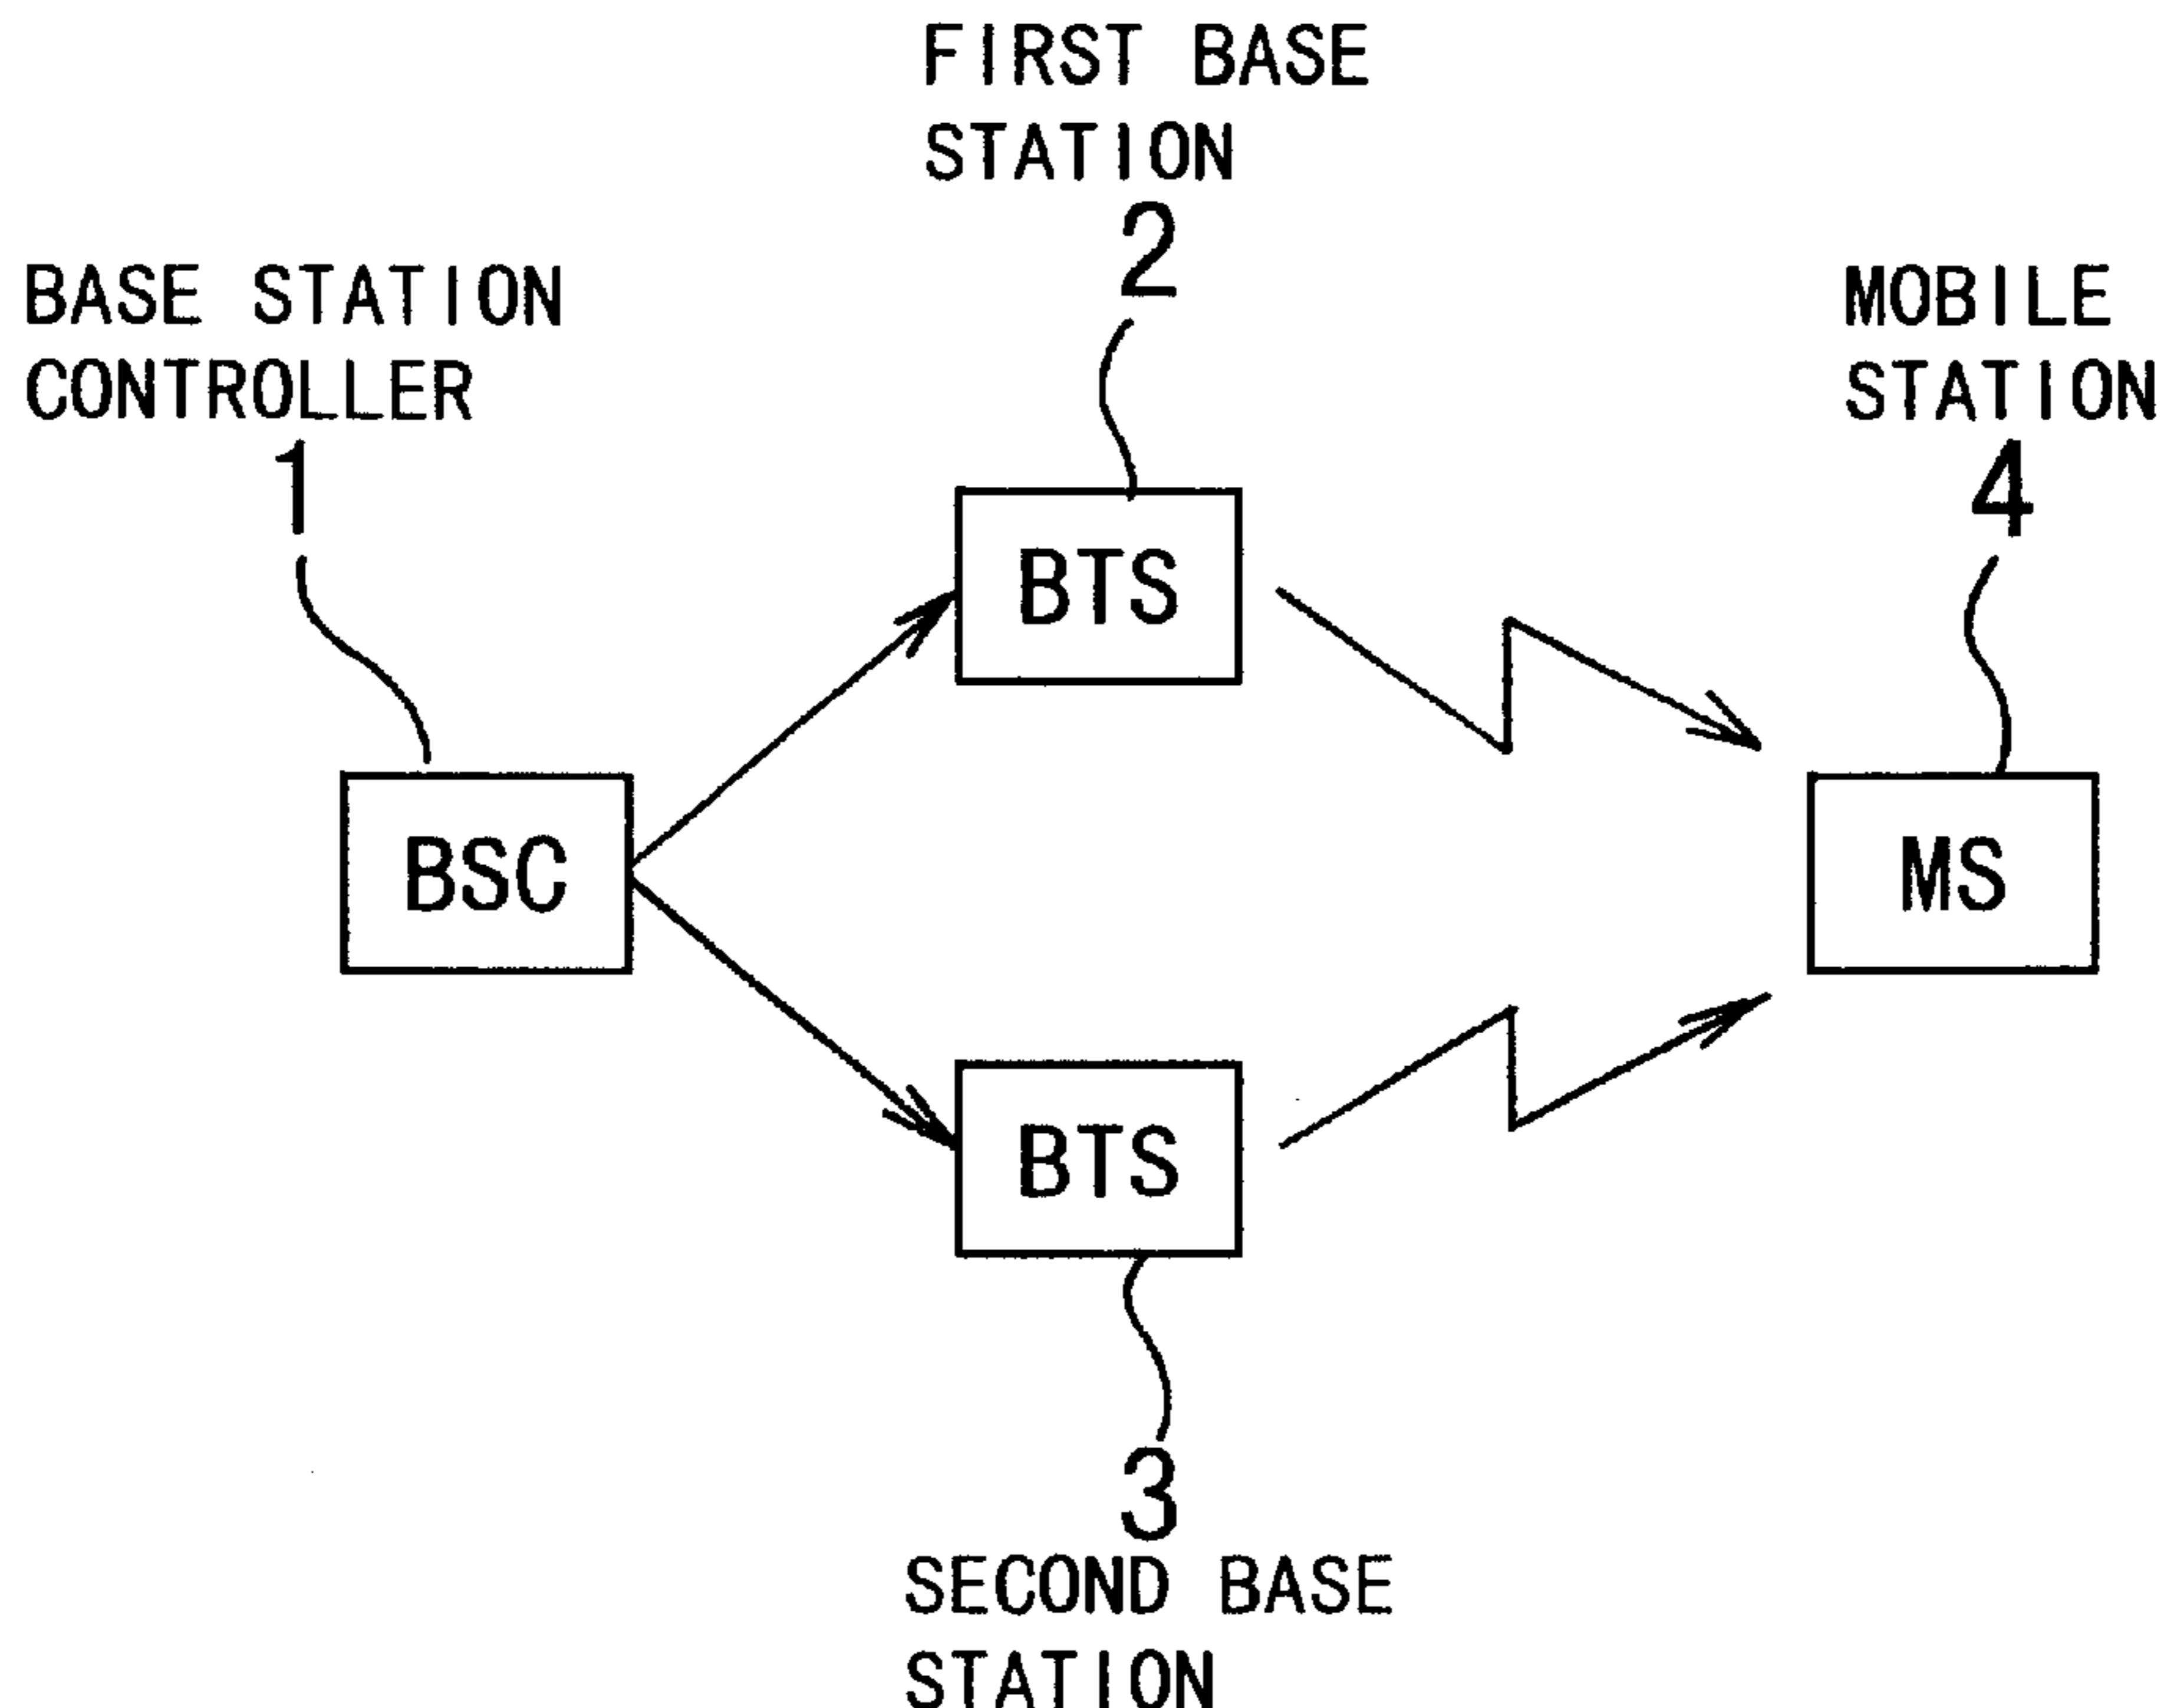 FIRST BASE
STATION
2
BASE STATION
CONTROLLER
1
MOBILE
STATION
4
BTS
BSC
MS
BTS
3
SECOND BASE
STATION